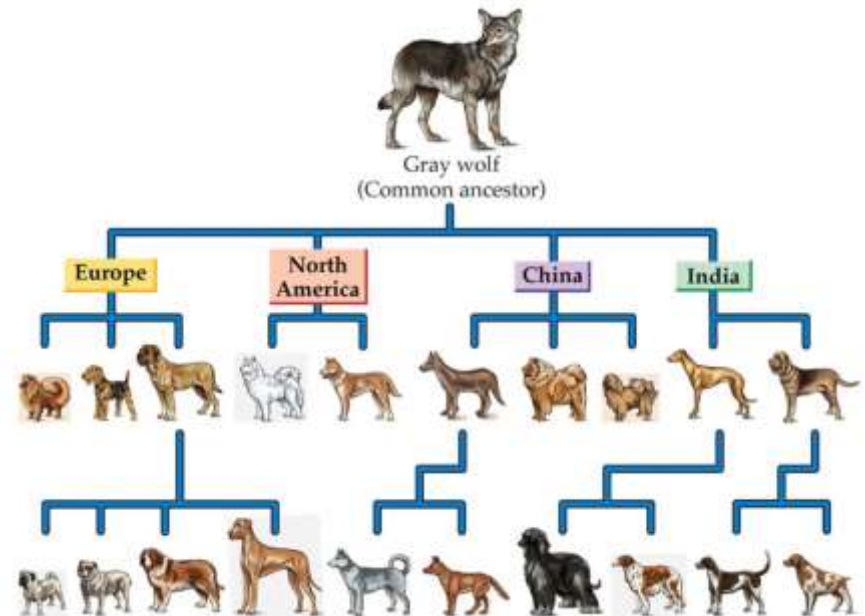 Gray wolf
(Common ancestor)
Europe
North
America
China
India